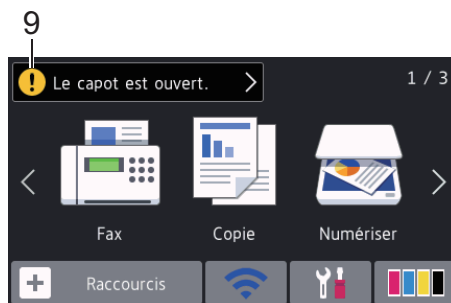 9
! Le capot est ouvert. >
1 / 3
< >
Fax Copie Numériser
+ Raccourcis